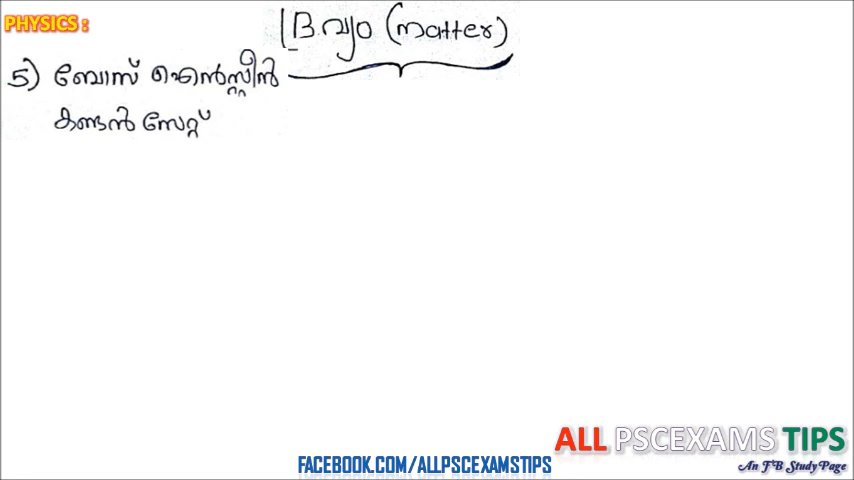 PHYSICS :
ദ്രവ്യം (matter)
5) ബോസ് ഐൻസ്റ്റീൻ
കണ്ടൻസേറ്റ്
ALL PSCEXAMS TIPS
An FB Study Page
FACEBOOK.COM/ALLPSCEXAMSTIPS